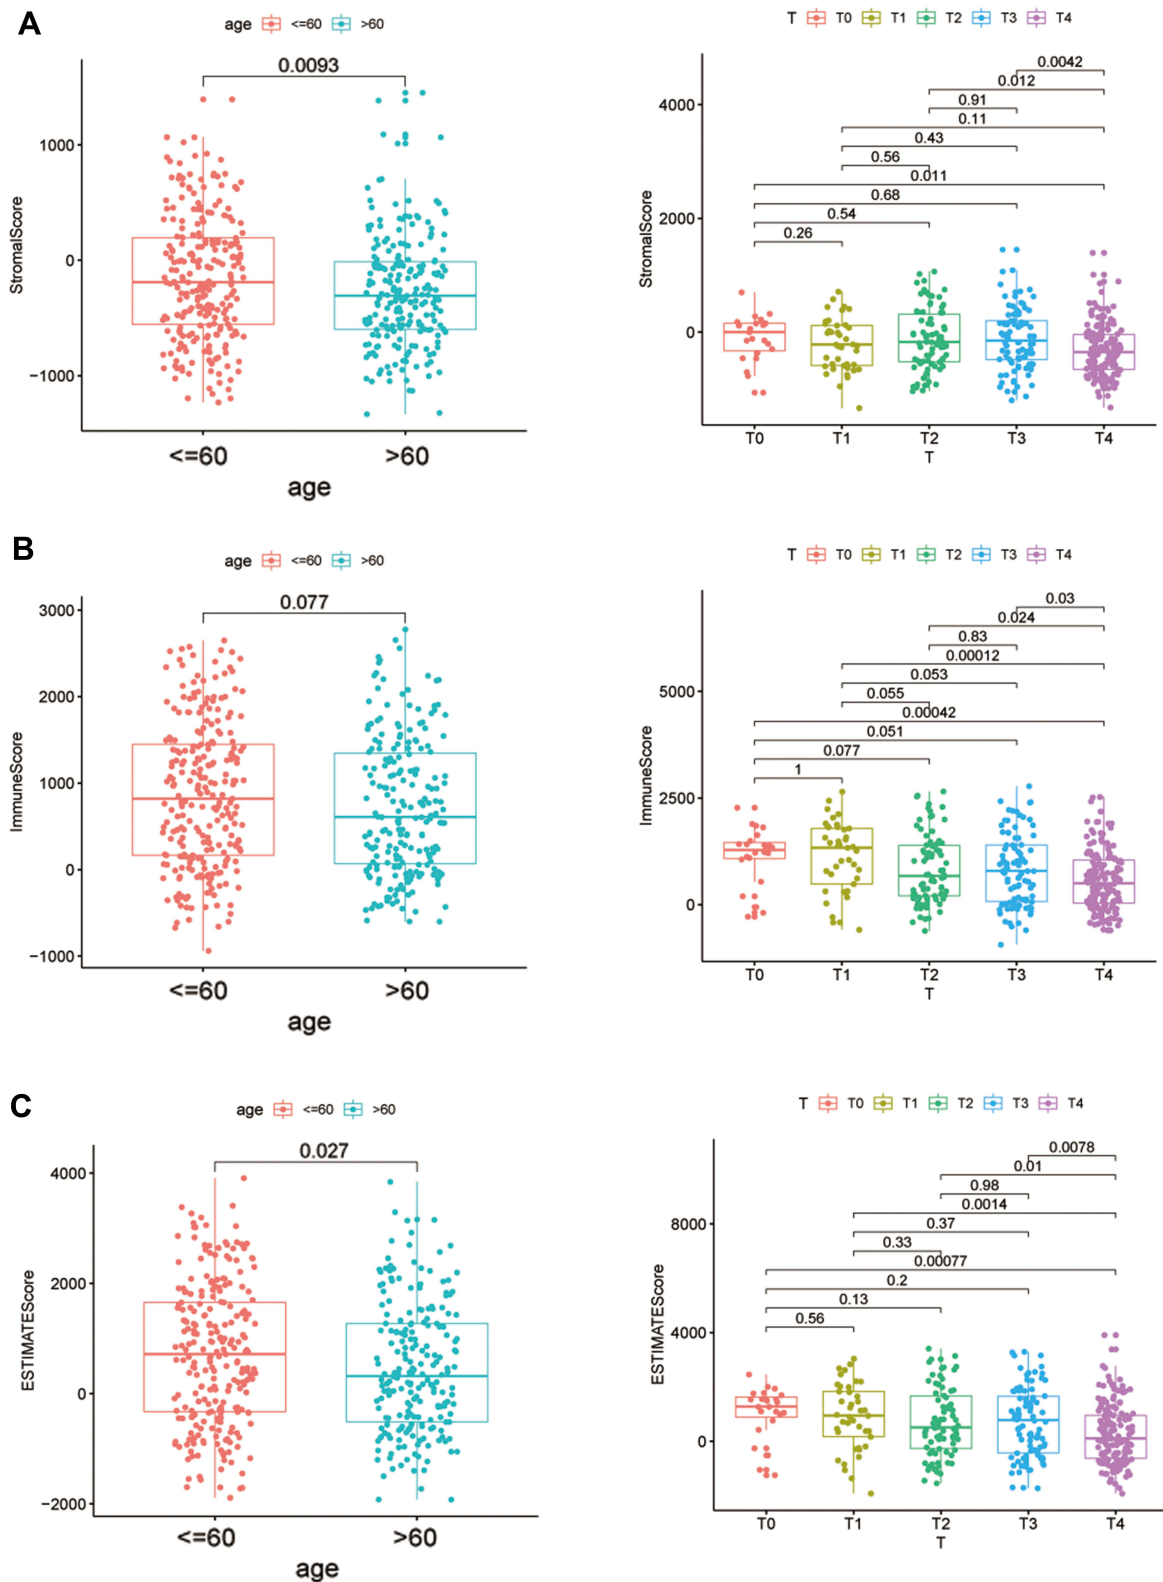 A
age <=60 >60
0.0093
StromalScore
1000
0
−1000
<=60 >60
age
T T0 T1 T2 T3 T4
0.0042
0.012
0.91
0.11
0.43
0.56
0.011
0.68
0.54
0.26
StromalScore
4000
2000
0
T0 T1 T2 T3 T4
T
B
age <=60 >60
0.077
ImmuneScore
3000
2000
1000
0
−1000
<=60 >60
age
T T0 T1 T2 T3 T4
0.03
0.024
0.83
0.00012
0.053
0.055
0.00042
0.051
0.077
1
ImmuneScore
5000
2500
0
T0 T1 T2 T3 T4
T
C
age <=60 >60
0.027
ESTIMATEScore
4000
2000
0
−2000
<=60 >60
age
T T0 T1 T2 T3 T4
0.0078
0.01
0.98
0.0014
0.37
0.33
0.00077
0.2
0.13
0.56
ESTIMATEScore
8000
4000
0
T0 T1 T2 T3 T4
T